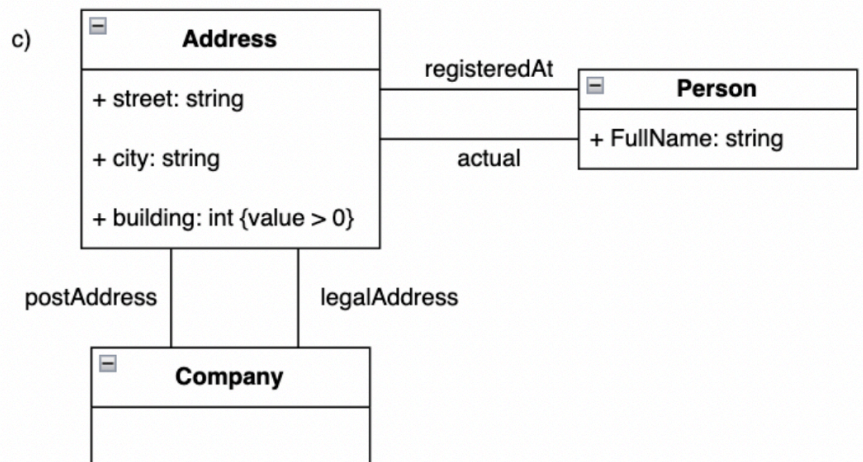 c)
Address
+ street: string
+ city: string
+ building: int {value > 0}
registeredAt
actual
Person
+ FullName: string
postAddress
legalAddress
Company